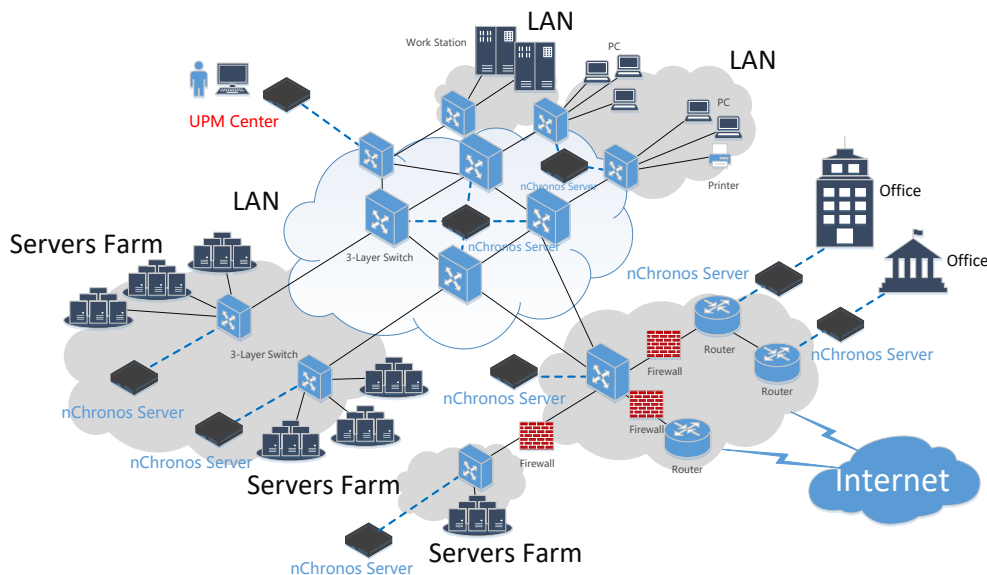 LAN
Work Station
PC
LAN
UPM Center
PC
nChronos Server
Printer
Office
LAN
nChronos Server
3-Layer Switch
Servers Farm
Office
nChronos Server
3-Layer Switch
Router
nChronos Server
Firewall
Router
nChronos Server
nChronos Server
Firewall
nChronos Server
Firewall
Router
Servers Farm
Internet
Servers Farm
nChronos Server